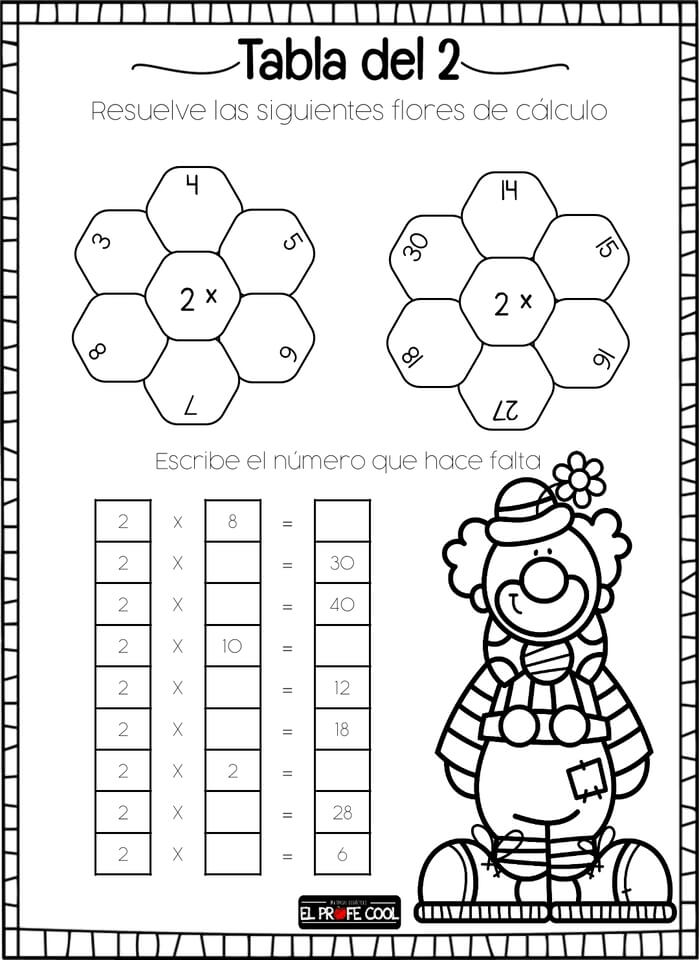 Tabla del 2
Resuelve las siguientes flores de cálculo
4
3
5
2 x
8
6
7
14
30
15
2 x
18
16
27
Escribe el número que hace falta
2 x 8 =
2 x = 30
2 x = 40
2 x 10 =
2 x = 12
2 x = 18
2 x 2 =
2 x = 28
2 x = 6
EL PROFE COOL